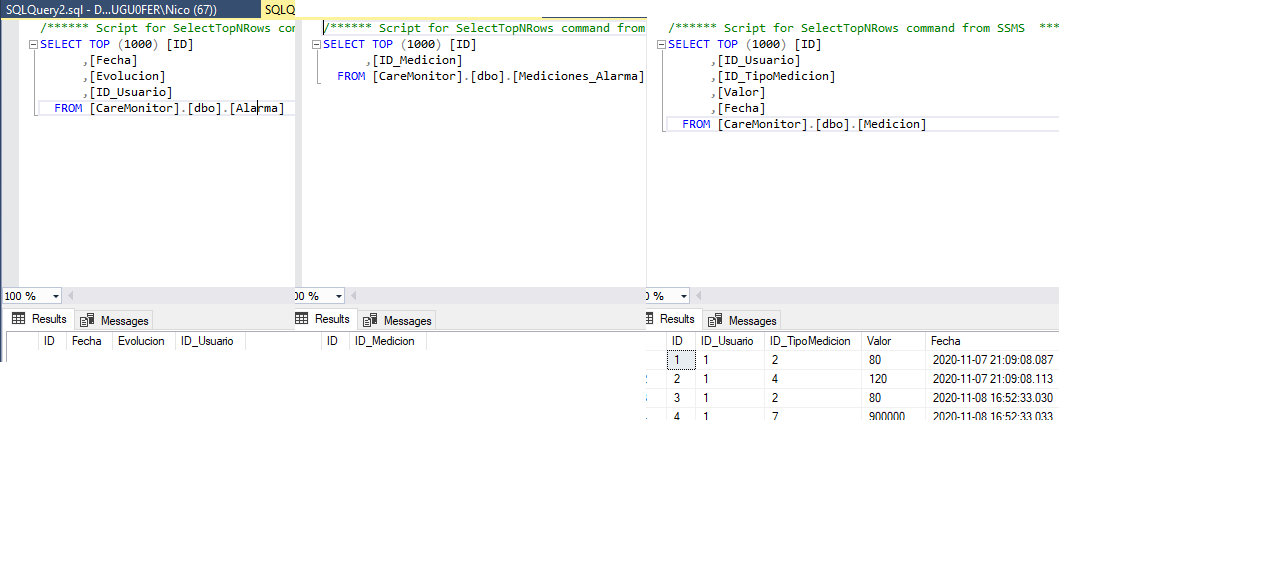 SQLQuery2.sql - D...UGU0FER\Nico (67))
SQLQ
/****** Script for SelectTopNRows con
SELECT TOP (1000) [ID]
,[Fecha]
,[Evolucion]
,[ID_Usuario]
FROM [CareMonitor].[dbo].[Alarma]
100 %
Results
Messages
ID Fecha Evolucion ID_Usuario
/****** Script for SelectTopNRows command from
SELECT TOP (1000) [ID]
,[ID_Medicion]
FROM [CareMonitor].[dbo].[Mediciones_Alarma]
00 %
Results
Messages
ID ID_Medicion
/****** Script for SelectTopNRows command from SSMS ***
SELECT TOP (1000) [ID]
,[ID_Usuario]
,[ID_TipoMedicion]
,[Valor]
,[Fecha]
FROM [CareMonitor].[dbo].[Medicion]
0 %
Results
Messages
ID ID_Usuario ID_TipoMedicion Valor Fecha
1 1 2 80 2020-11-07 21:09:08.087
2 1 4 120 2020-11-07 21:09:08.113
3 1 2 80 2020-11-08 16:52:33.030
4 1 7 900000 2020-11-08 16:52:33.033